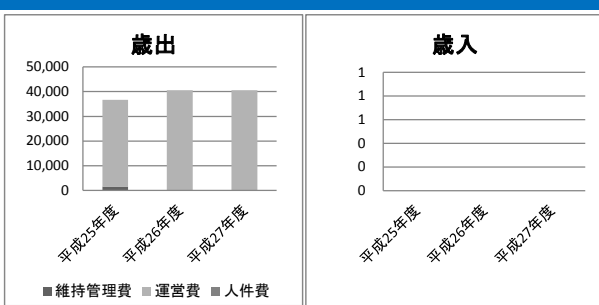 歳出
50,000
40,000
30,000
20,000
10,000
0
平成25年度
平成26年度
平成27年度
■維持管理費 ■運営費 ■人件費
歳入
1
1
1
0
0
0
平成25年度
平成26年度
平成27年度